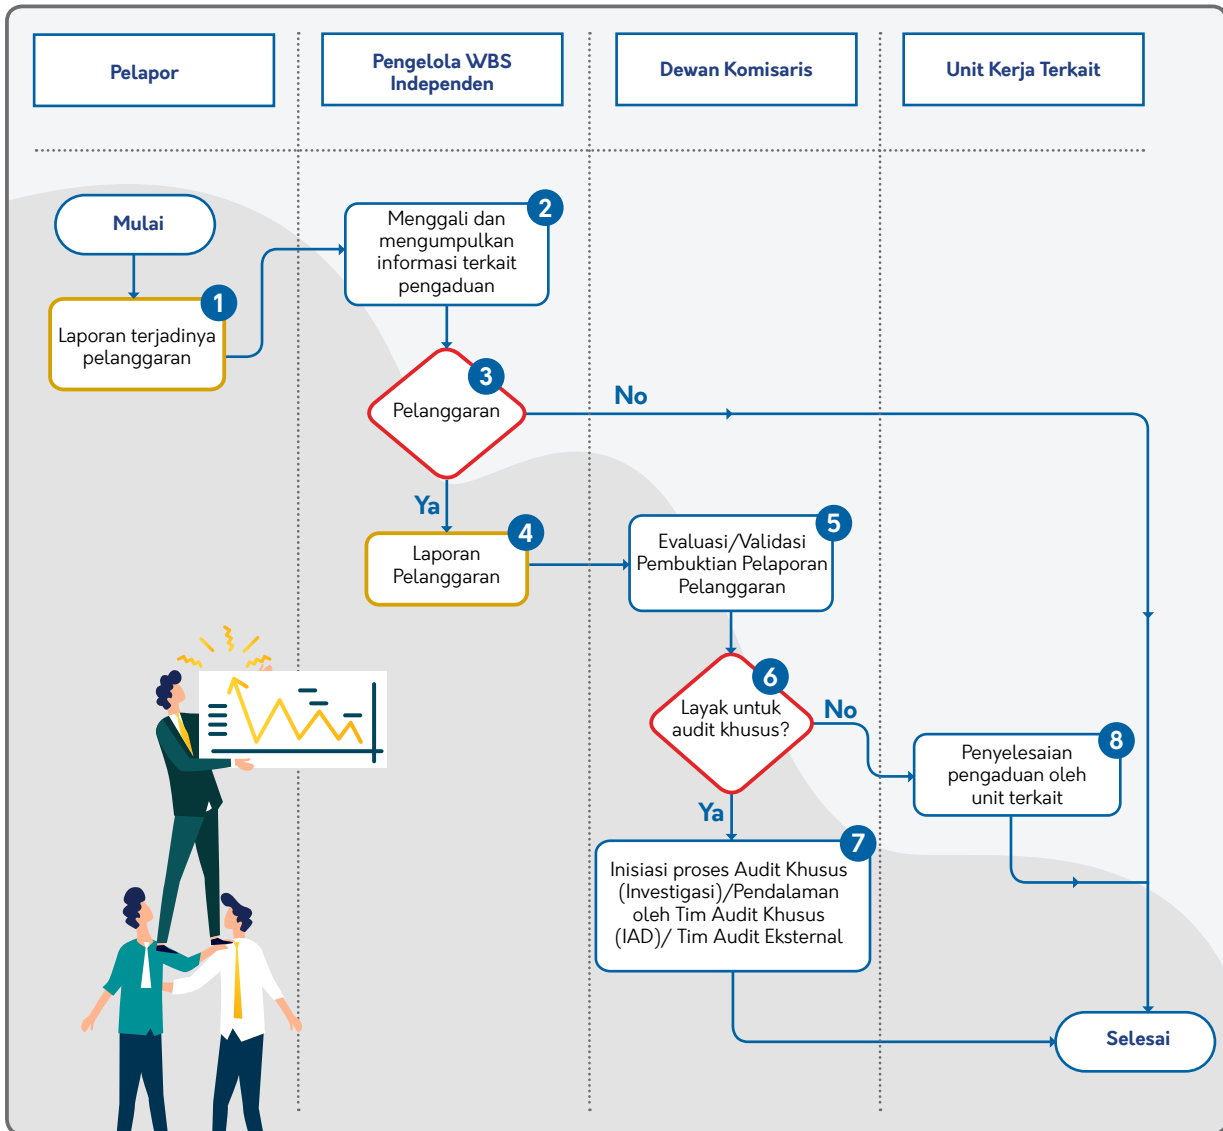 Pelapor
Pengelola WBS
Independen
Dewan Komisaris
Unit Kerja Terkait
Mulai
1
Laporan terjadinya
pelanggaran
2
Menggali dan
mengumpulkan
informasi terkait
pengaduan
3
Pelanggaran
No
Ya
4
Laporan
Pelanggaran
5
Evaluasi/Validasi
Pembuktian Pelaporan
Pelanggaran
6
Layak untuk
audit khusus?
No
Ya
8
Penyelesaian
pengaduan oleh
unit terkait
7
Inisiasi proses Audit Khusus
(Investigasi)/Pendalaman
oleh Tim Audit Khusus
(IAD)/ Tim Audit Eksternal
Selesai